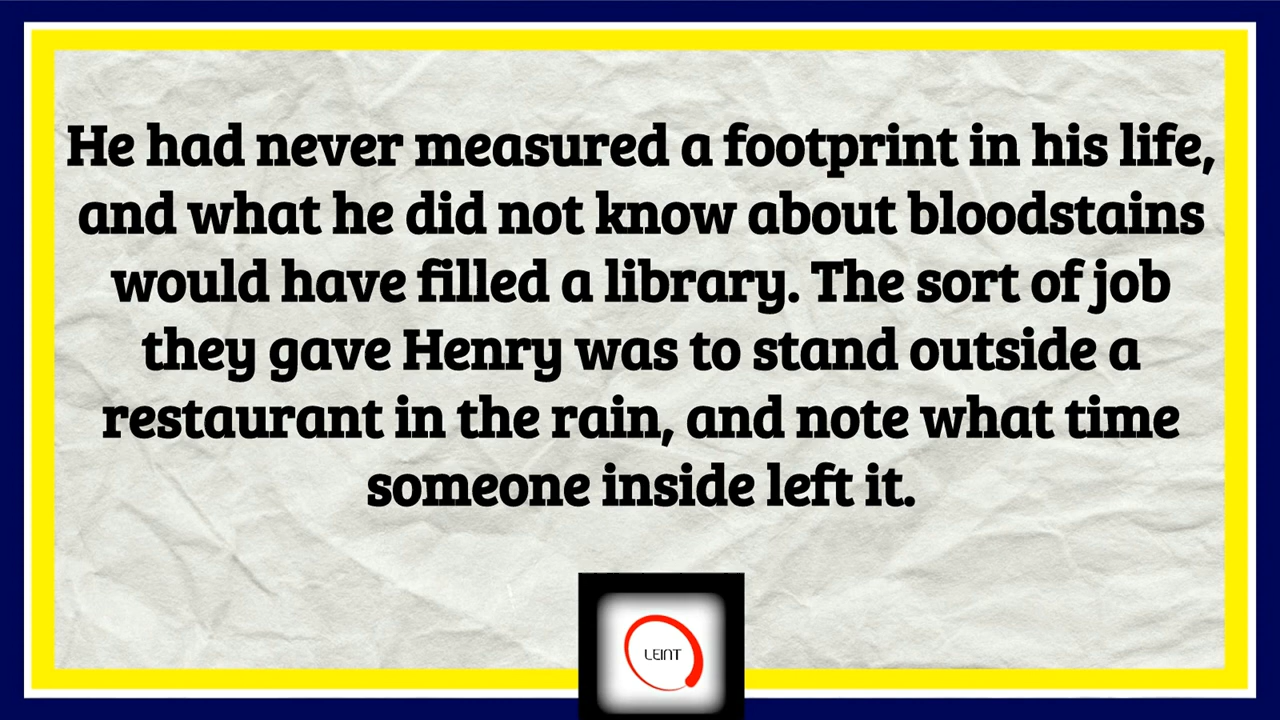 He had never measured a footprint in his life,
and what he did not know about bloodstains
would have filled a library. The sort of job
they gave Henry was to stand outside a
restaurant in the rain, and note what time
someone inside left it.
LEINT